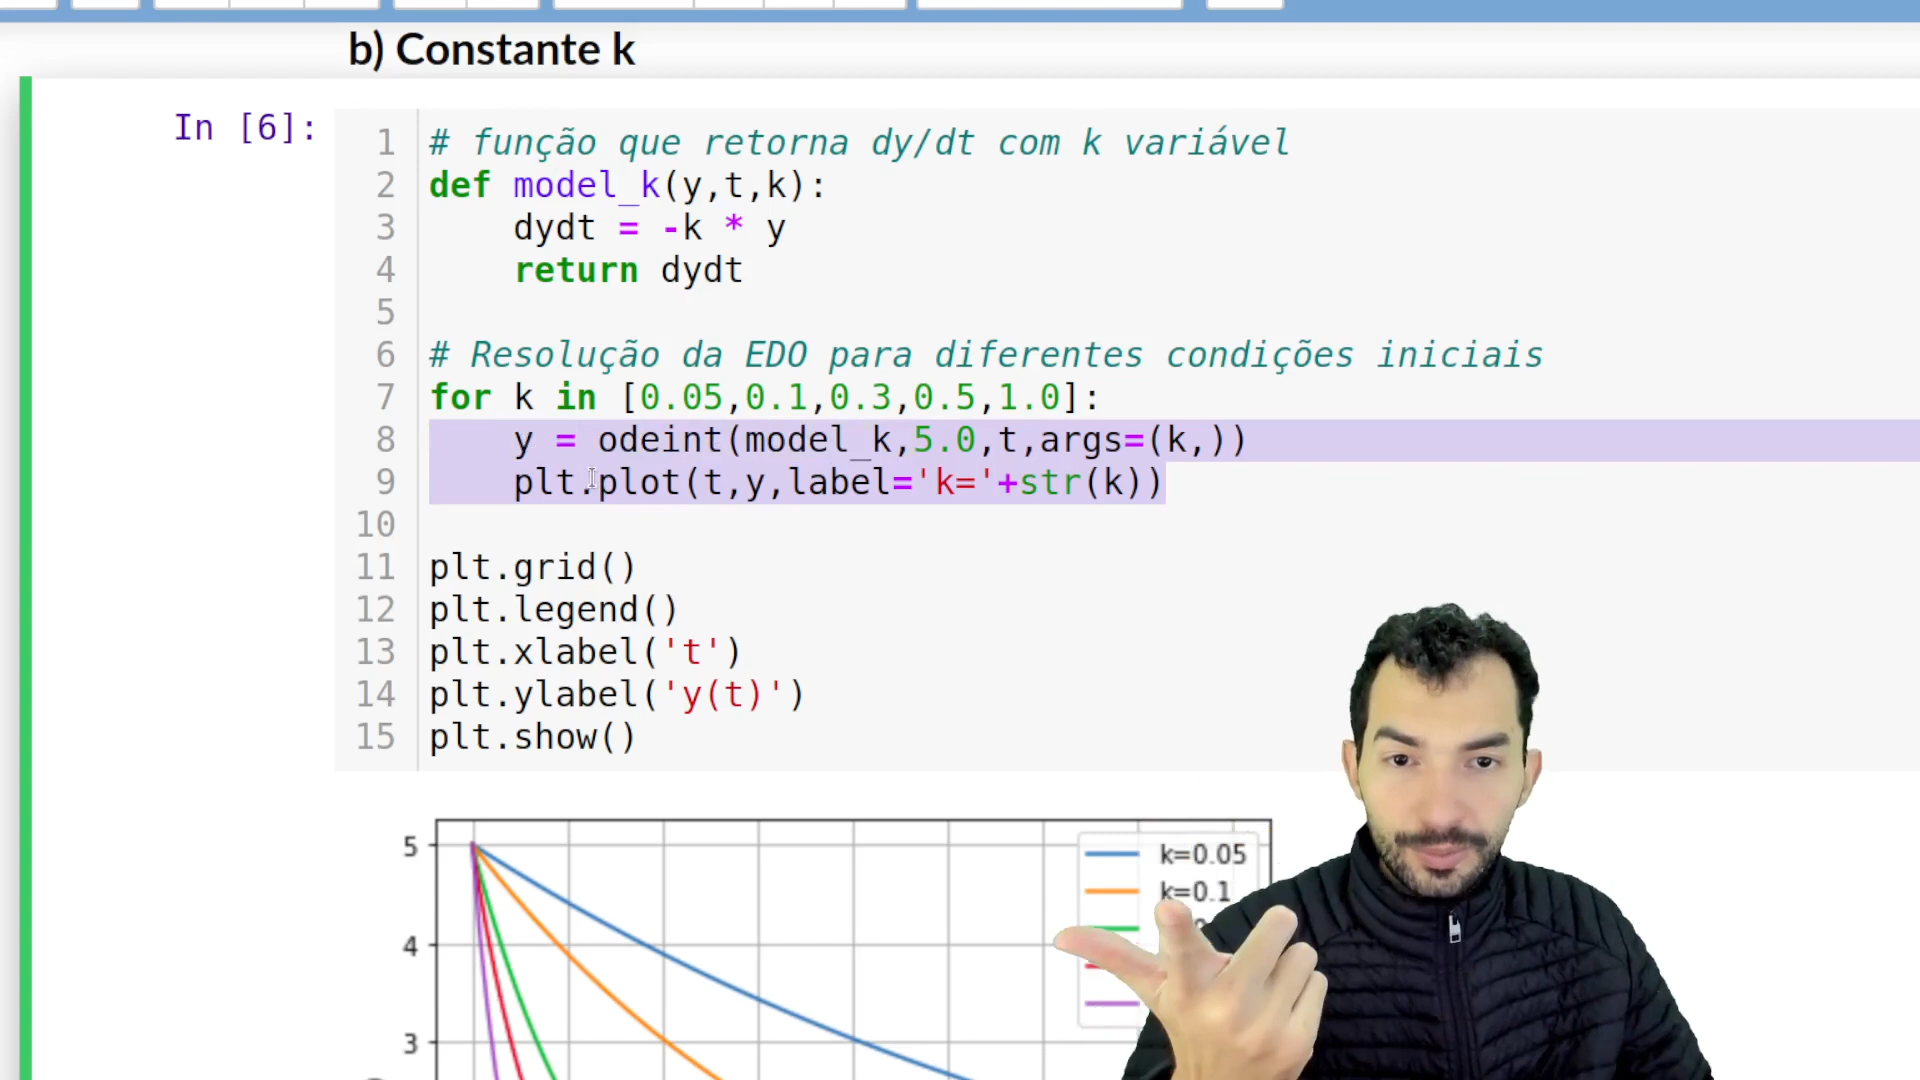 b) Constante k
In [6]:
1 # função que retorna dy/dt com k variável
2 def model_k(y,t,k):
3 dydt = -k * y
4 return dydt
5
6 # Resolução da EDO para diferentes condições iniciais
7 for k in [0.05,0.1,0.3,0.5,1.0]:
8 y = odeint(model_k,5.0,t,args=(k,))
9 plt.plot(t,y,label='k='+str(k))
10
11 plt.grid()
12 plt.legend()
13 plt.xlabel('t')
14 plt.ylabel('y(t)')
15 plt.show()
5
k=0.05
k=0.1
4
3